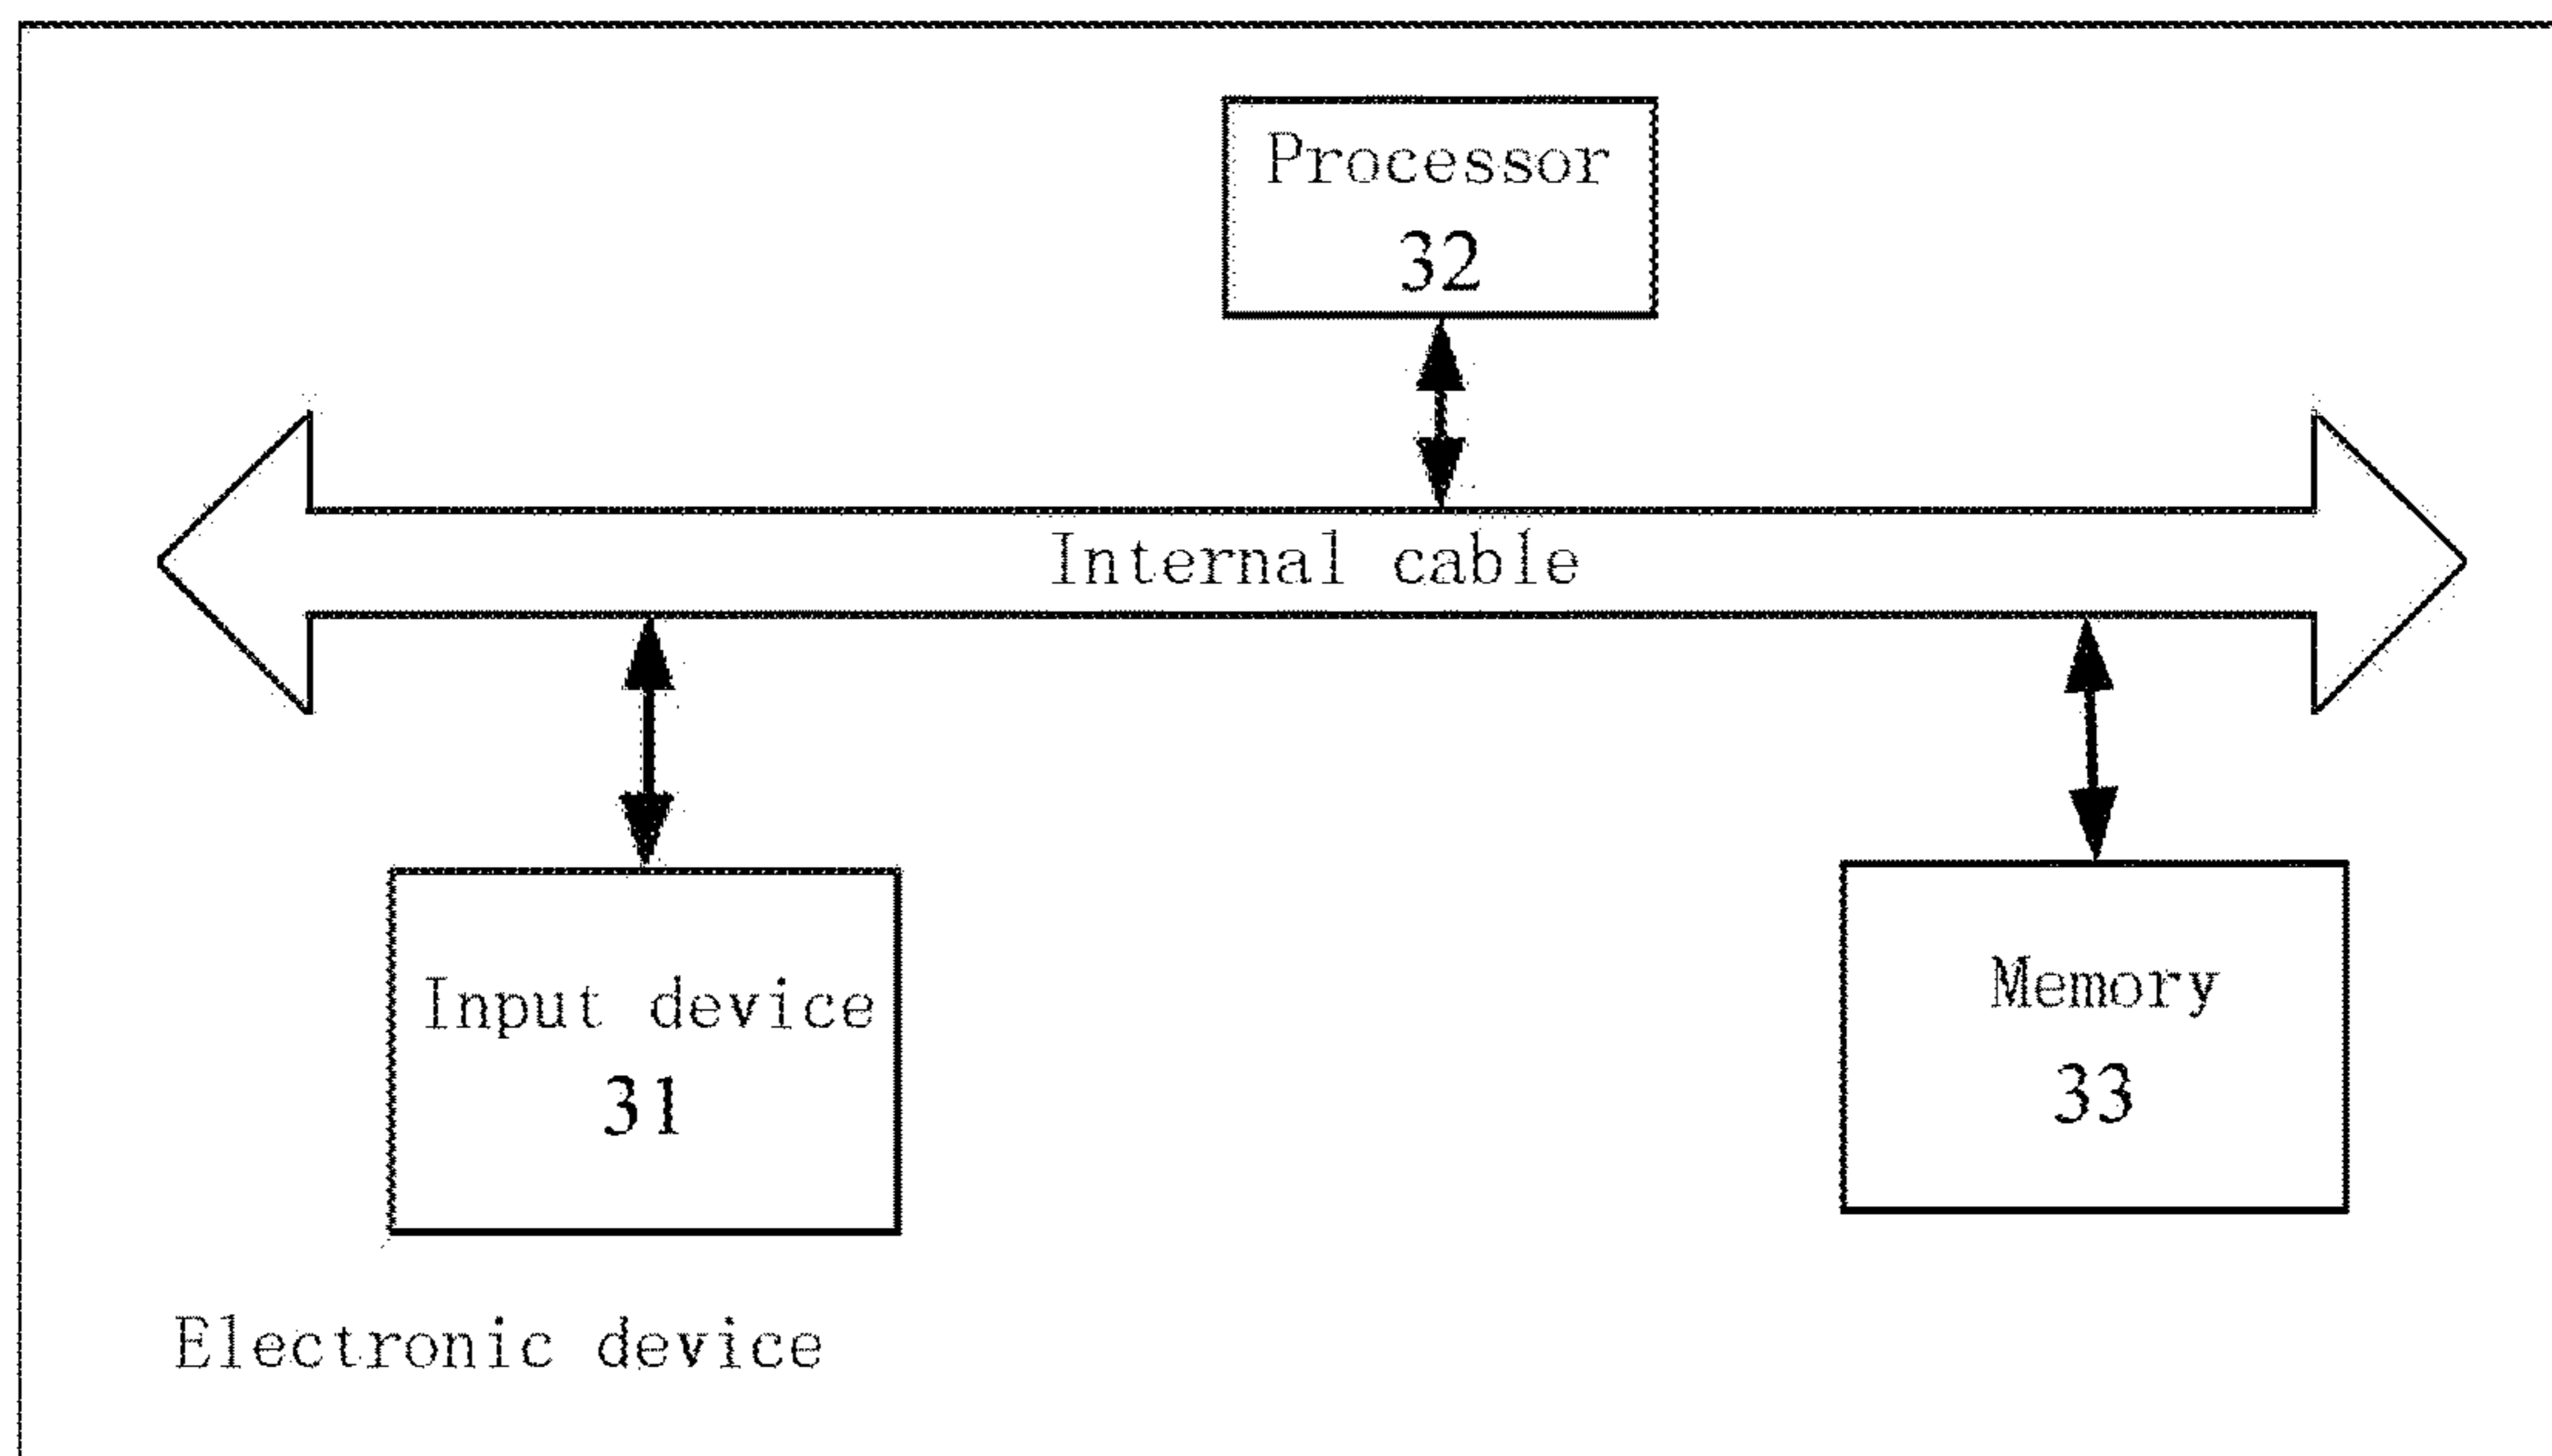 Processor
32
Internal cable
Input device
31
Memory
33
Electronic device